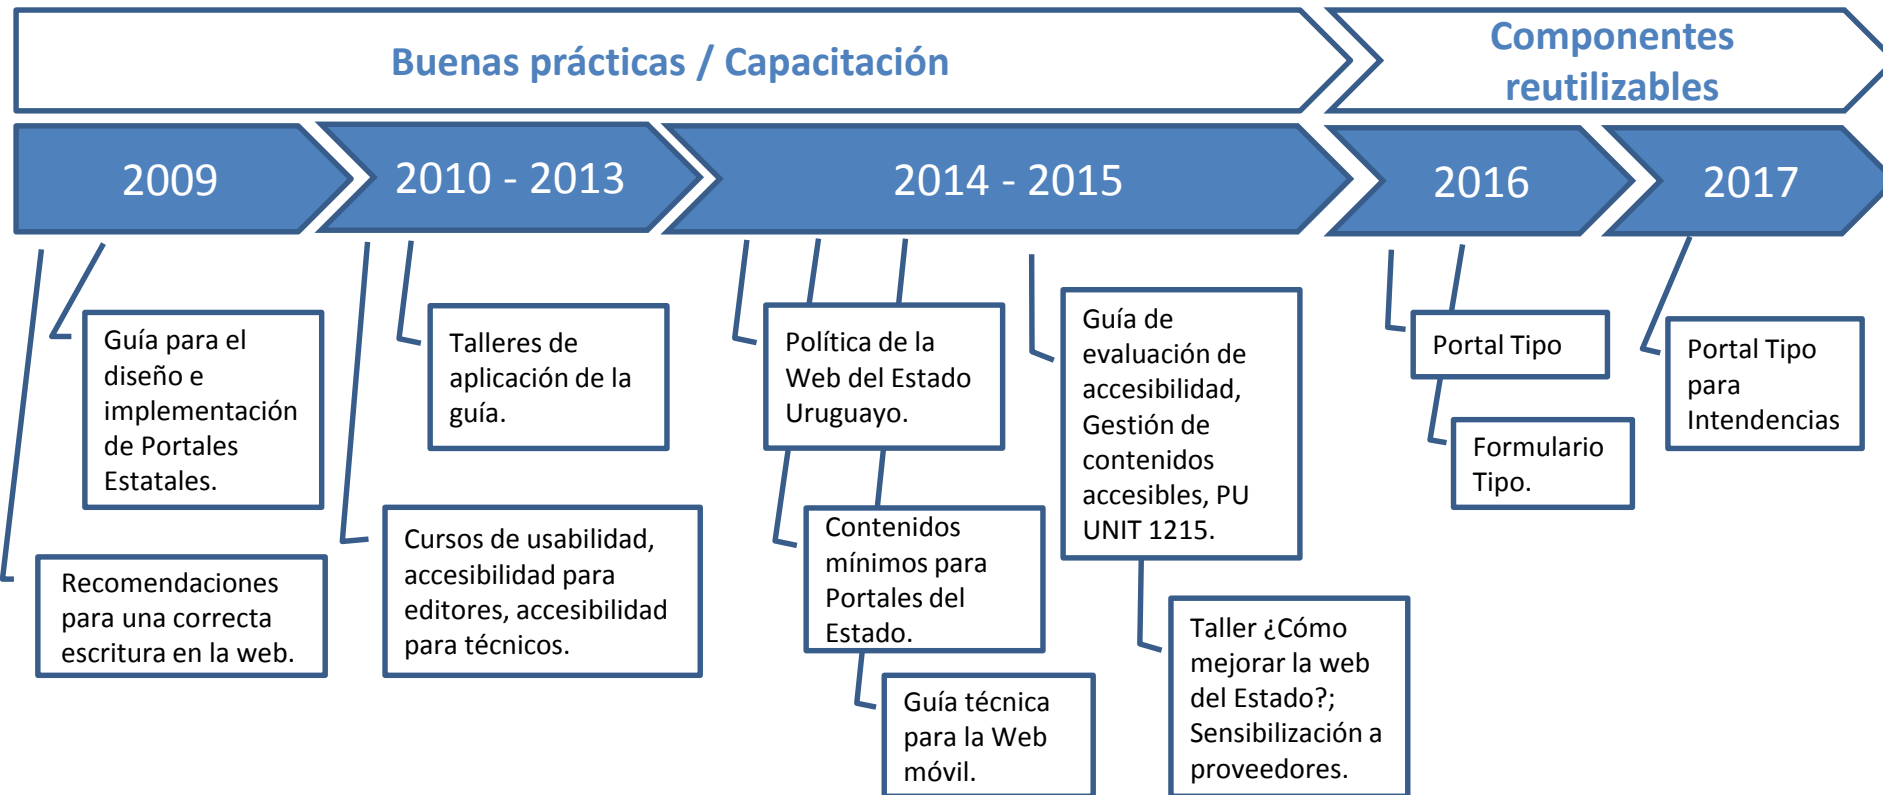 Buenas prácticas / Capacitación
Componentes
reutilizables
2009
2010 - 2013
2014 - 2015
2016
2017
Guía para el
diseño e
implementación
de Portales
Estatales.
Recomendaciones
para una correcta
escritura en la web.
Talleres de
aplicación de la
guía.
Cursos de usabilidad,
accesibilidad para
editores, accesibilidad
para técnicos.
Política de la
Web del Estado
Uruguayo.
Contenidos
mínimos para
Portales del
Estado.
Guía técnica
para la Web
móvil.
Guía de
evaluación de
accesibilidad,
Gestión de
contenidos
accesibles, PU
UNIT 1215.
Taller ¿Cómo
mejorar la web
del Estado?;
Sensibilización a
proveedores.
Portal Tipo
Formulario
Tipo.
Portal Tipo
para
Intendencias